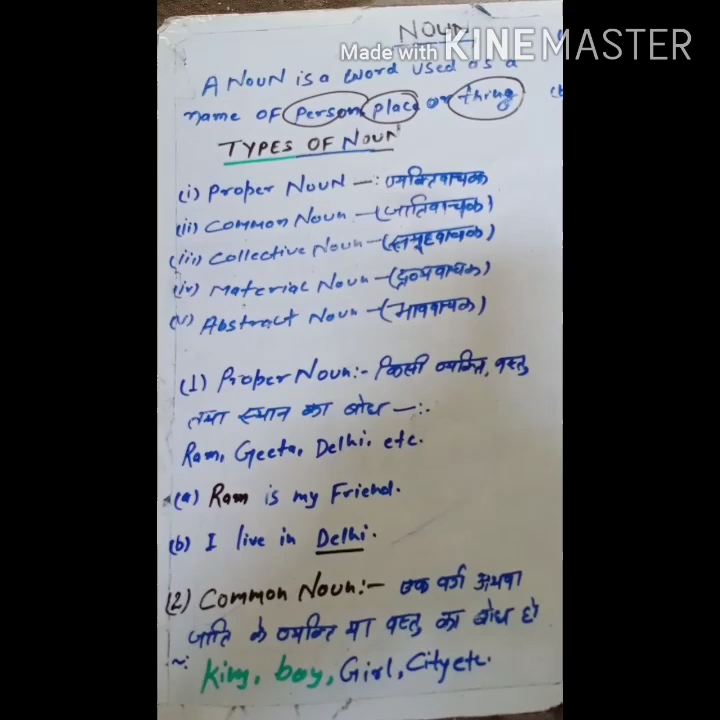 NOUN
Made with KINEMASTER
A NOUN is a word used as a
name of person, place or thing
TYPES OF NOUN
(i) Proper NOUN —: व्यक्तिवाचक
(ii) Common Noun —(जातिवाचक)
(iii) Collective Noun —(समूहवाचक)
(iv) Material Noun —(द्रव्यवाचक)
(v) Abstract Noun —(भाववाचक)
(1) Proper Noun:- किसी व्यक्ति, वस्तु
तथा स्थान का बोध —:.
Ram, Geeta, Delhi, etc.
(a) Ram is my Friend.
(b) I live in Delhi.
(2) Common Noun:- एक वर्ग अथवा
जाति के व्यक्ति या वस्तु का बोध हो
~: King, boy, Girl, City etc.